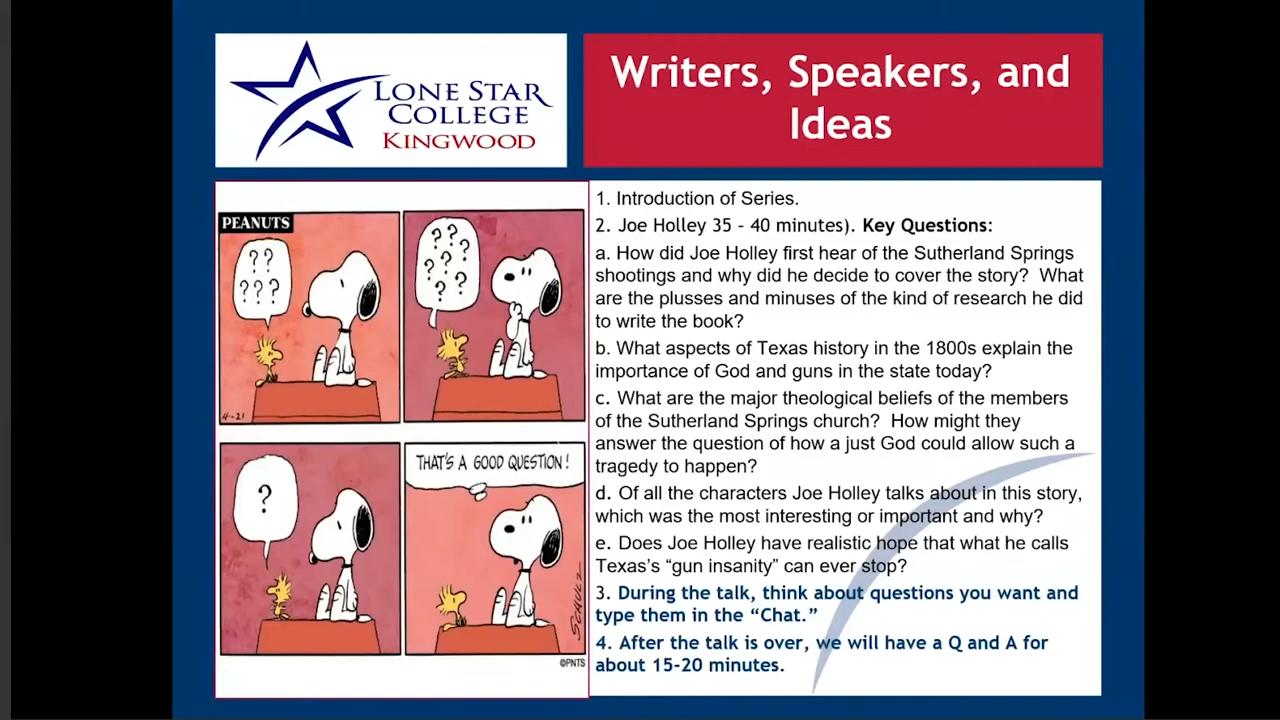 LONE STAR
COLLEGE
KINGWOOD
Writers, Speakers, and
Ideas
PEANUTS
? ?
? ? ?
4-21
? ?
? ?
? ? ?
?
?
THAT'S A GOOD QUESTION!
SCHULZ
©PNTS
1. Introduction of Series.
2. Joe Holley 35 – 40 minutes). Key Questions:
a. How did Joe Holley first hear of the Sutherland Springs
shootings and why did he decide to cover the story? What
are the plusses and minuses of the kind of research he did
to write the book?
b. What aspects of Texas history in the 1800s explain the
importance of God and guns in the state today?
c. What are the major theological beliefs of the members
of the Sutherland Springs church? How might they
answer the question of how a just God could allow such a
tragedy to happen?
d. Of all the characters Joe Holley talks about in this story,
which was the most interesting or important and why?
e. Does Joe Holley have realistic hope that what he calls
Texas's “gun insanity” can ever stop?
3. During the talk, think about questions you want and
type them in the “Chat.”
4. After the talk is over, we will have a Q and A for
about 15-20 minutes.